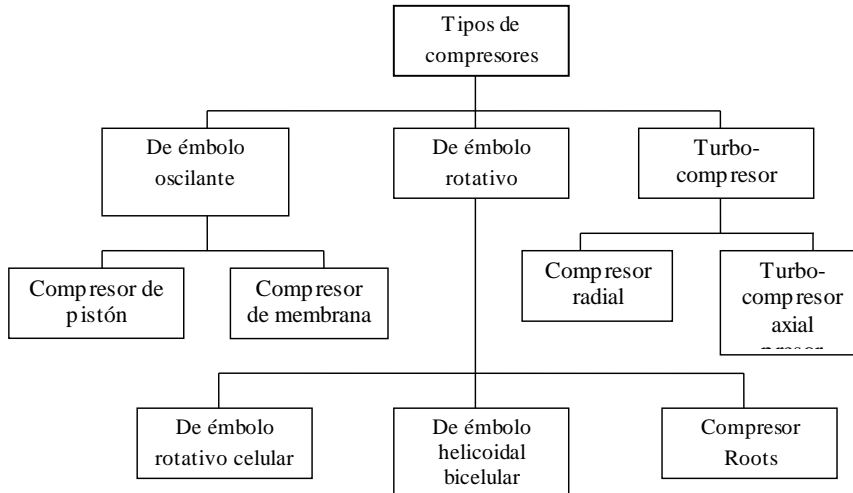 Tipos de
compresores
De émbolo
oscilante
De émbolo
rotativo
Turbo-
compresor
Compresor de
pistón
Compresor
de membrana
Compresor
radial
Turbo-
compresor
axial
De émbolo
rotativo celular
De émbolo
helicoidal
bicelular
Compresor
Roots